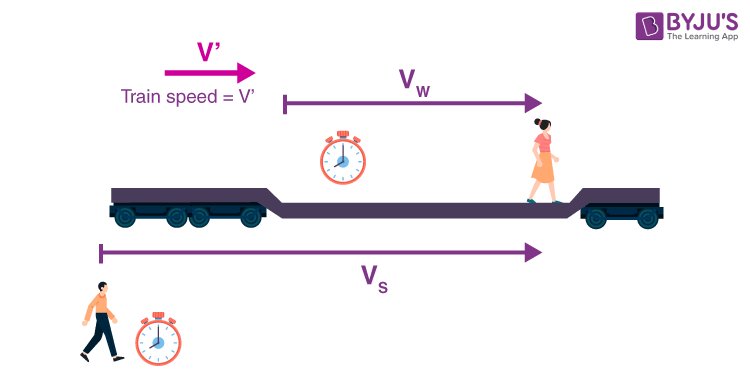 BYJU'S
The Learning App
V’
Train speed = V’
VW
VS